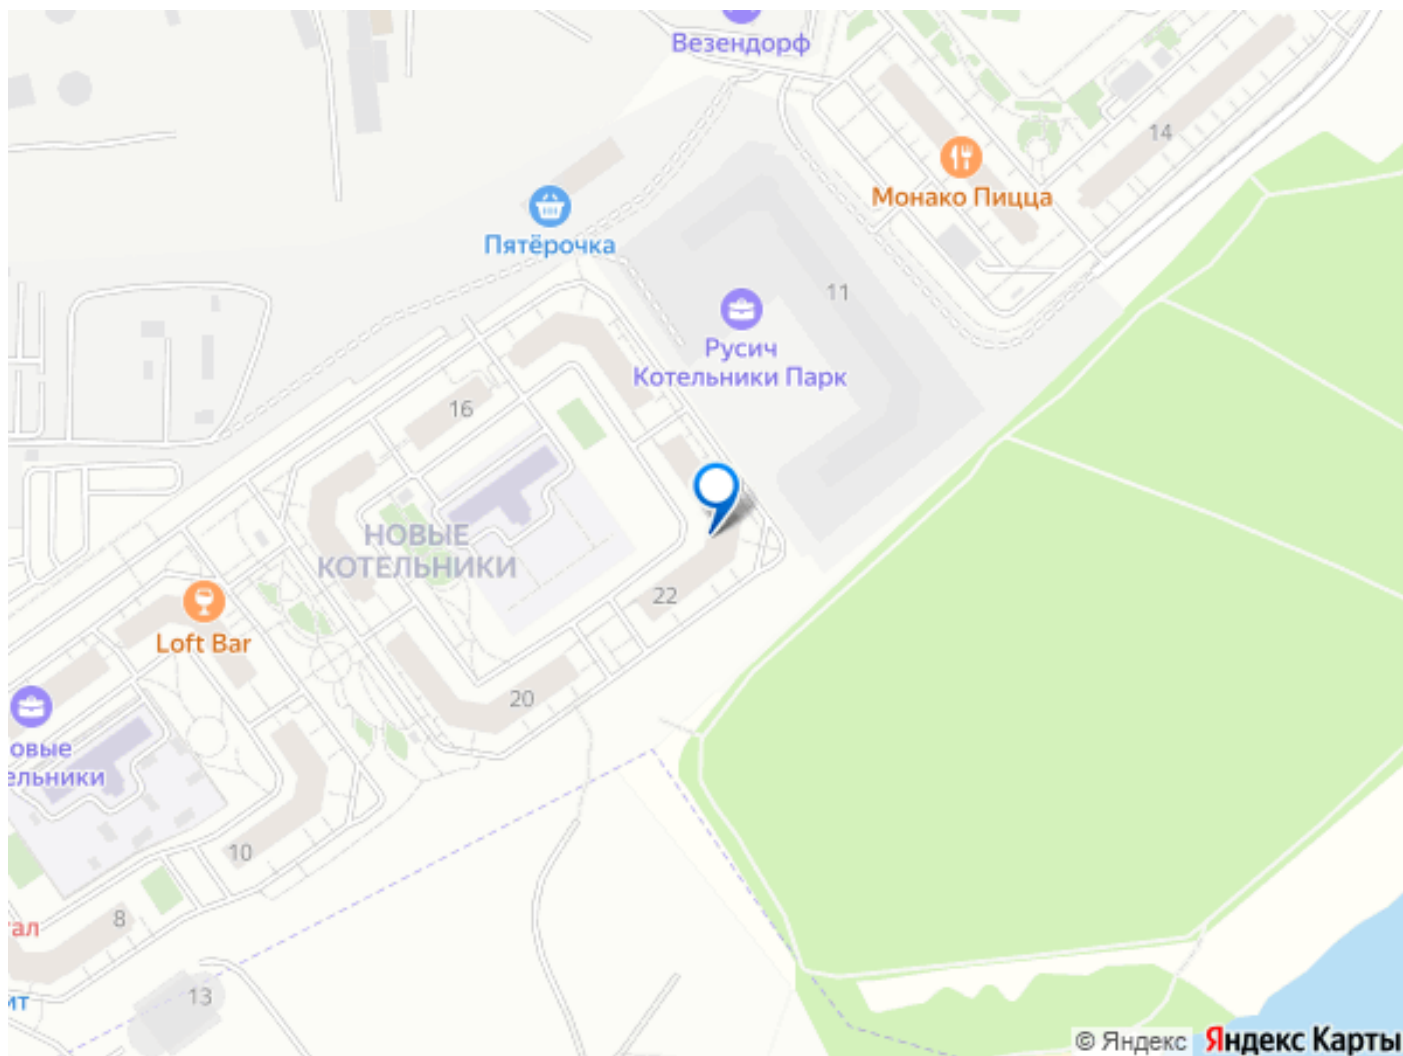 Везендорф
14
Монако Пицца
Пятёрочка
11
Русич
Котельники Парк
16
НОВЫЕ
КОТЕЛЬНИКИ
22
Loft Bar
20
овые
ельники
10
8
ал
ит
13
© Яндекс Яндекс Карты